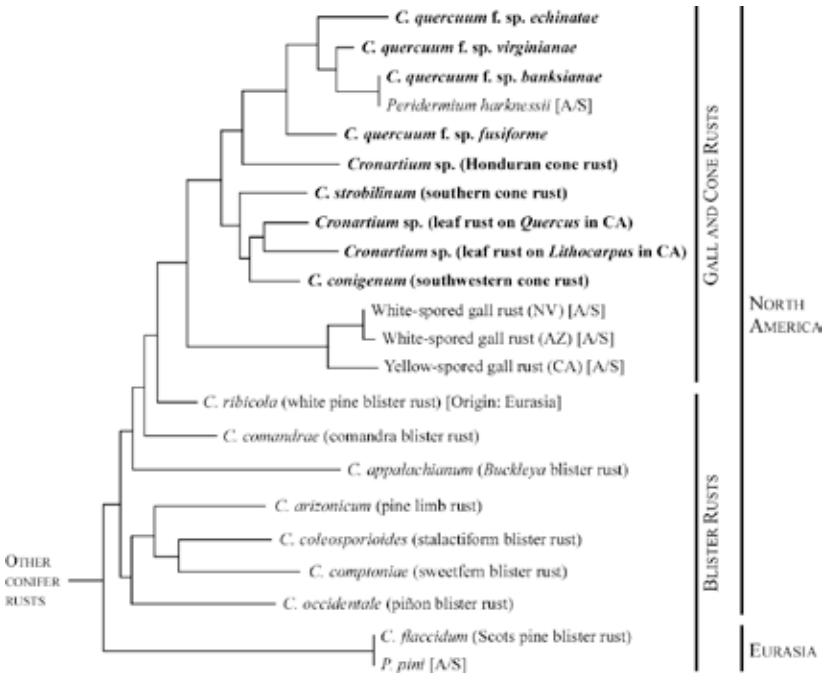 C. quercuum f. sp. echinatae
C. quercuum f. sp. virginianae
C. quercuum f. sp. banksianae
Peridermium harknessii [A/S]
C. quercuum f. sp. fusiforme
Cronartium sp. (Honduran cone rust)
C. strobilinum (southern cone rust)
Cronartium sp. (leaf rust on Quercus in CA)
Cronartium sp. (leaf rust on Lithocarpus in CA)
C. conigenum (southwestern cone rust)
White-spored gall rust (NV) [A/S]
White-spored gall rust (AZ) [A/S]
Yellow-spored gall rust (CA) [A/S]
C. ribicola (white pine blister rust) [Origin: Eurasia]
C. comandrae (comandra blister rust)
C. appalachianum (Buckleya blister rust)
C. arizonicum (pine limb rust)
C. coleosporioides (stalactiform blister rust)
C. comptoniae (sweetfern blister rust)
C. occidentale (piñon blister rust)
C. flaccidum (Scots pine blister rust)
P. pini [A/S]
OTHER
CONIFER
RUSTS
GALL AND CONE RUSTS
BLISTER RUSTS
NORTH
AMERICA
EURASIA